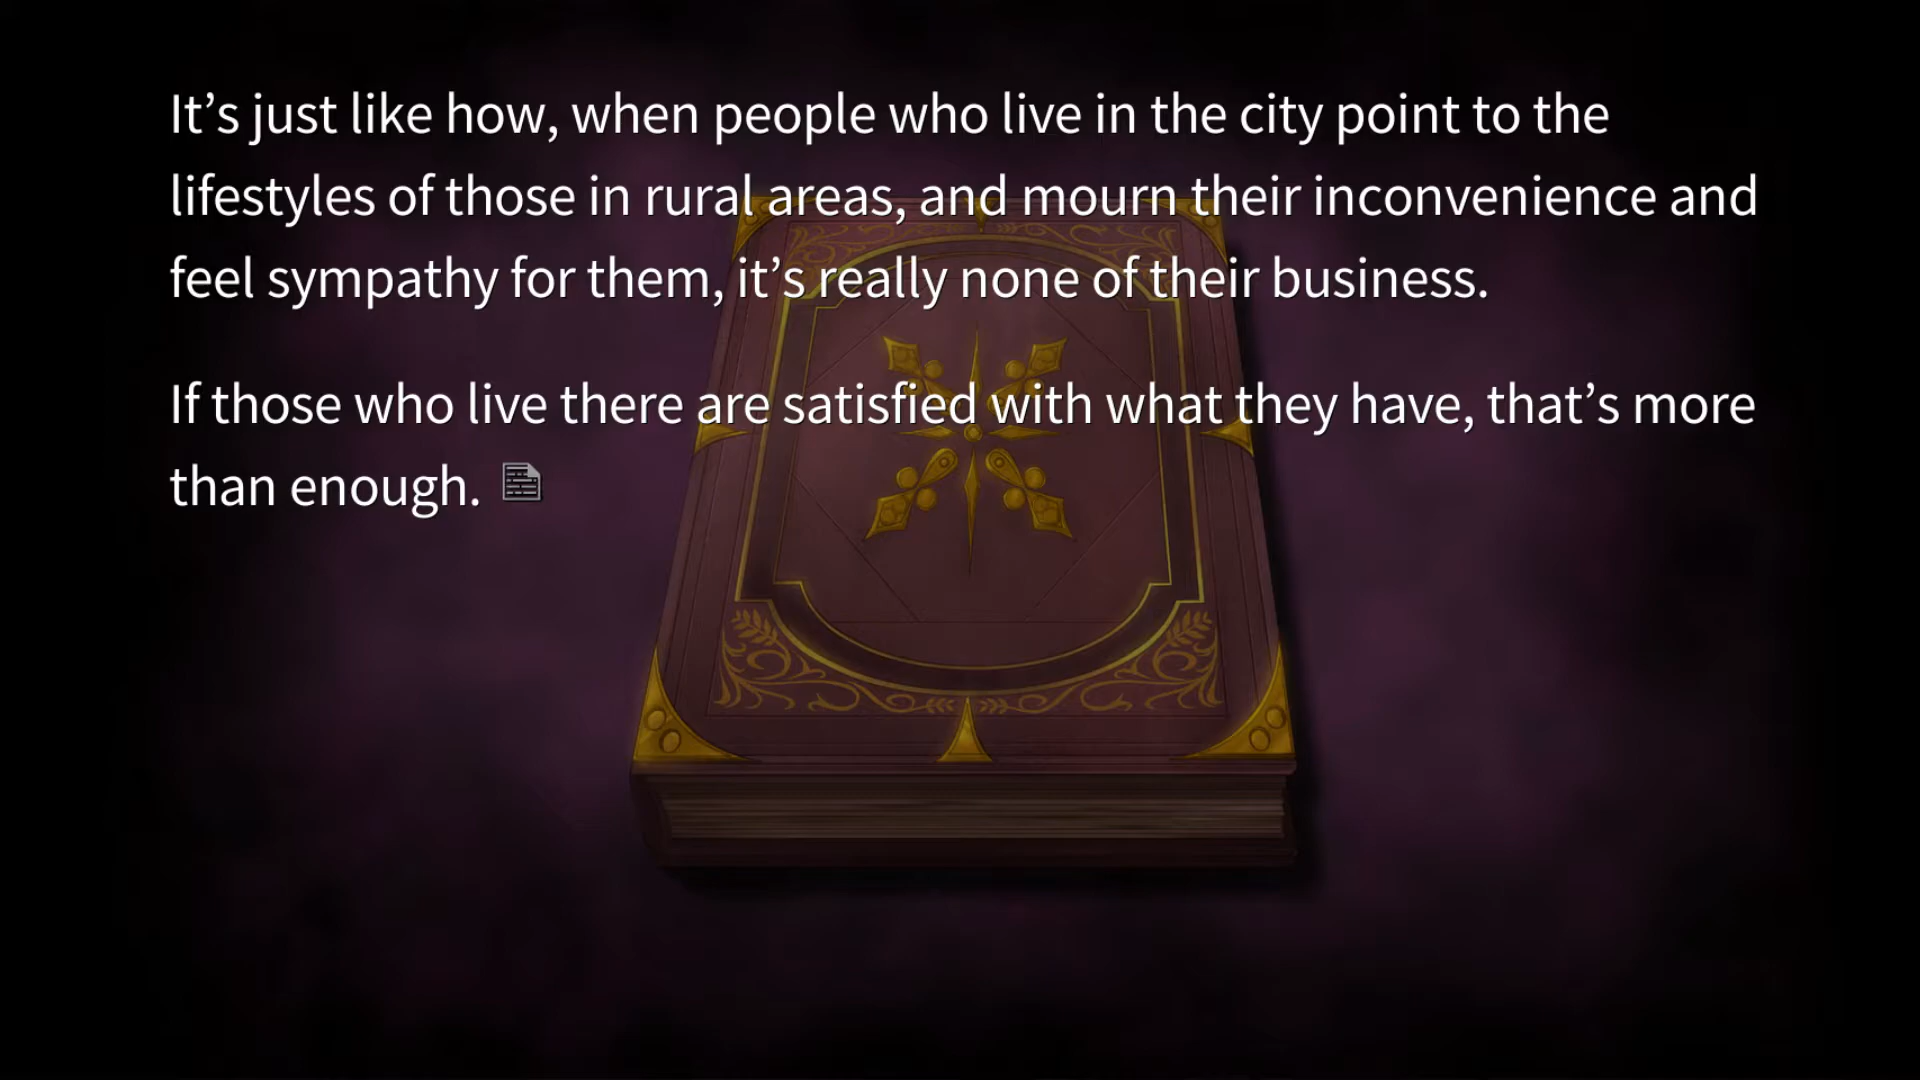 It’s just like how, when people who live in the city point to the
lifestyles of those in rural areas, and mourn their inconvenience and
feel sympathy for them, it’s really none of their business.
If those who live there are satisfied with what they have, that’s more
than enough.